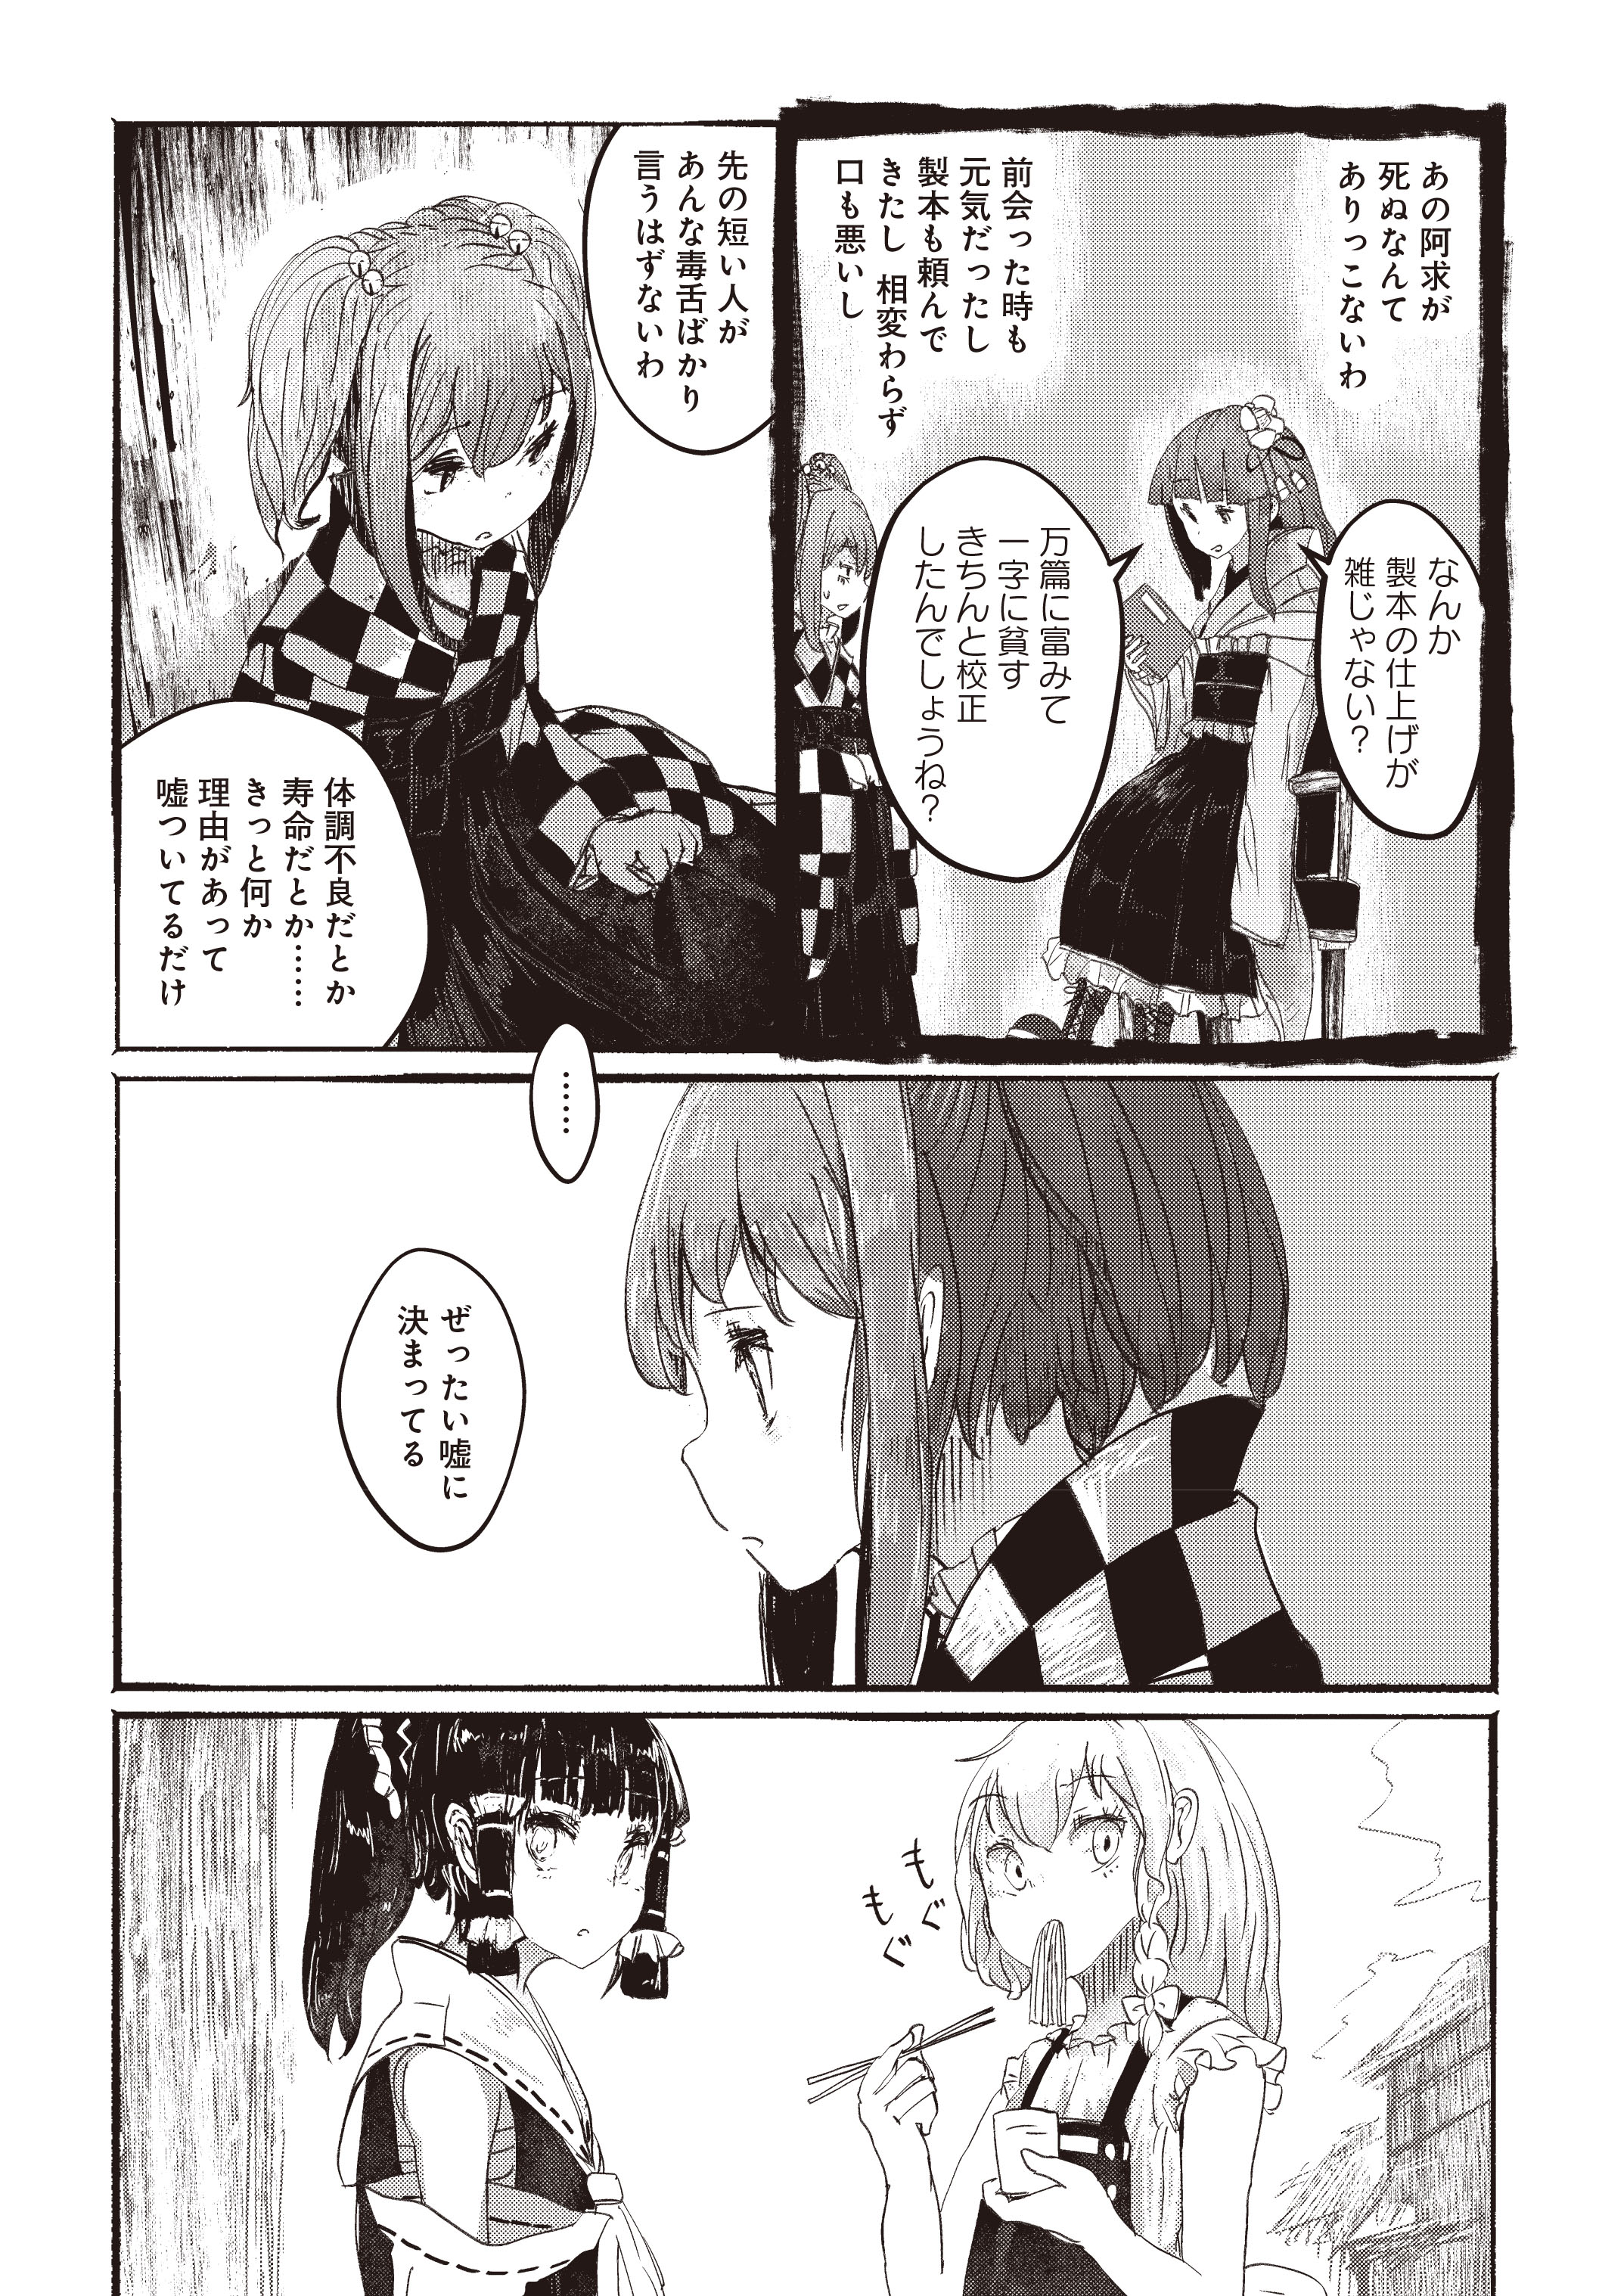 あの阿求が
死ぬなんて
ありっこないわ
なんか
製本の仕上げが
雑じゃない？
前会った時も
元気だったし
製本も頼んで
きたし 相変わらず
口も悪いし
万篇に富みて
一字に貧す
きちんと校正
したんでしょうね？
先の短い人が
あんな毒舌ばかり
言うはずないわ
体調不良だとか
寿命だとか……
きっと何か
理由があって
嘘ついてるだけ
……
ぜったい嘘に
決まってる
もぐ
もぐ